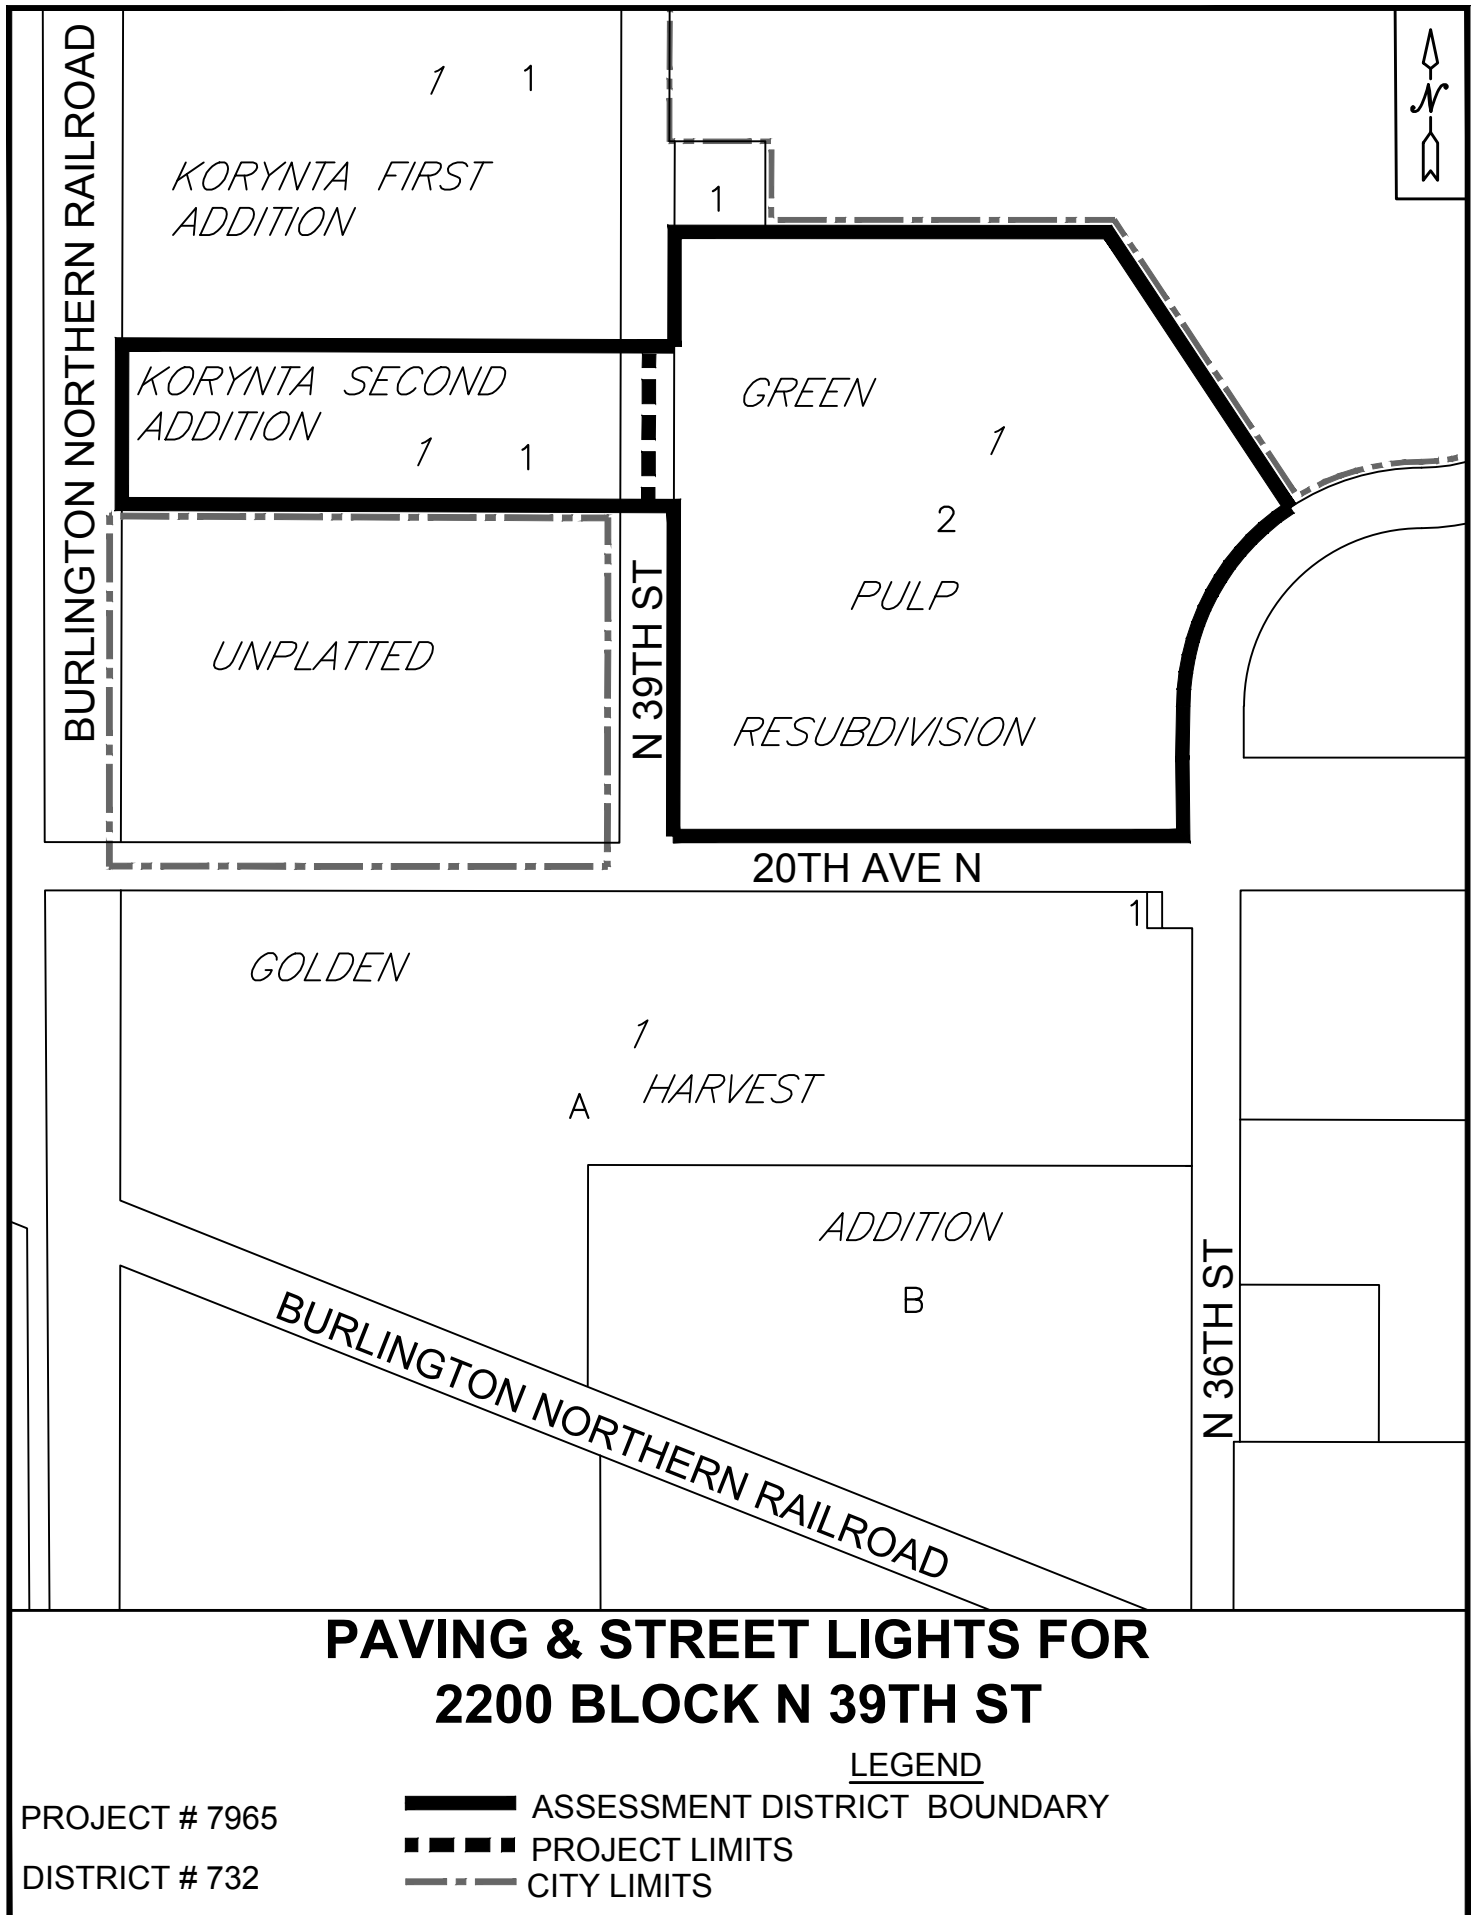 BURLINGTON NORTHERN RAILROAD
1 1
N
KORYNTA FIRST
ADDITION
1
KORYNTA SECOND
ADDITION
1 1
GREEN
1
2
PULP
RESUBDIVISION
UNPLATTED
N 39TH ST
20TH AVE N
1
GOLDEN
1
HARVEST
A
ADDITION
B
N 36TH ST
BURLINGTON NORTHERN RAILROAD
PAVING & STREET LIGHTS FOR
2200 BLOCK N 39TH ST
LEGEND
PROJECT # 7965
DISTRICT # 732
ASSESSMENT DISTRICT BOUNDARY
PROJECT LIMITS
CITY LIMITS